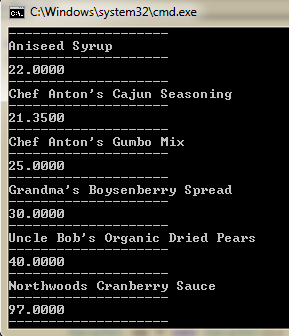 C:\Windows\system32\cmd.exe
--------------------
Aniseed Syrup
--------------------
22.0000
--------------------
Chef Anton's Cajun Seasoning
--------------------
21.3500
--------------------
Chef Anton's Gumbo Mix
--------------------
25.0000
--------------------
Grandma's Boysenberry Spread
--------------------
30.0000
--------------------
Uncle Bob's Organic Dried Pears
--------------------
40.0000
--------------------
Northwoods Cranberry Sauce
--------------------
97.0000
--------------------